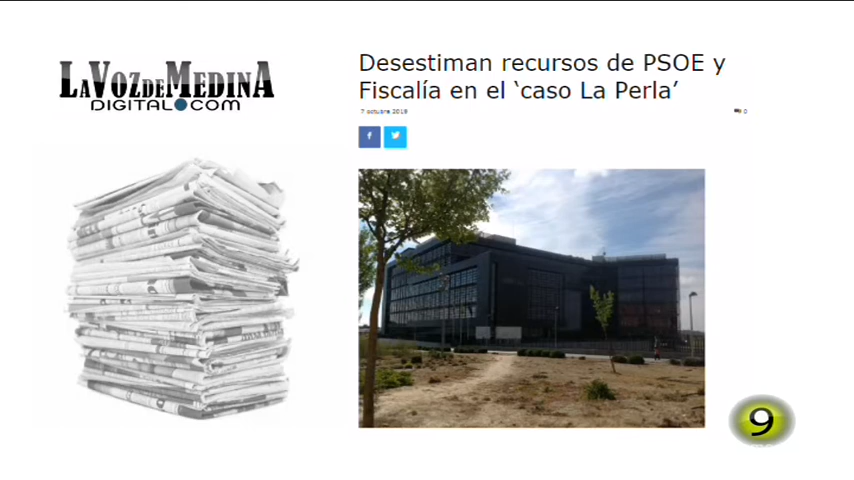 LAVOZDEMEDINA
DIGITAL.COM
Desestiman recursos de PSOE y
Fiscalía en el ‘caso La Perla’
7 octubre 2019
0
9